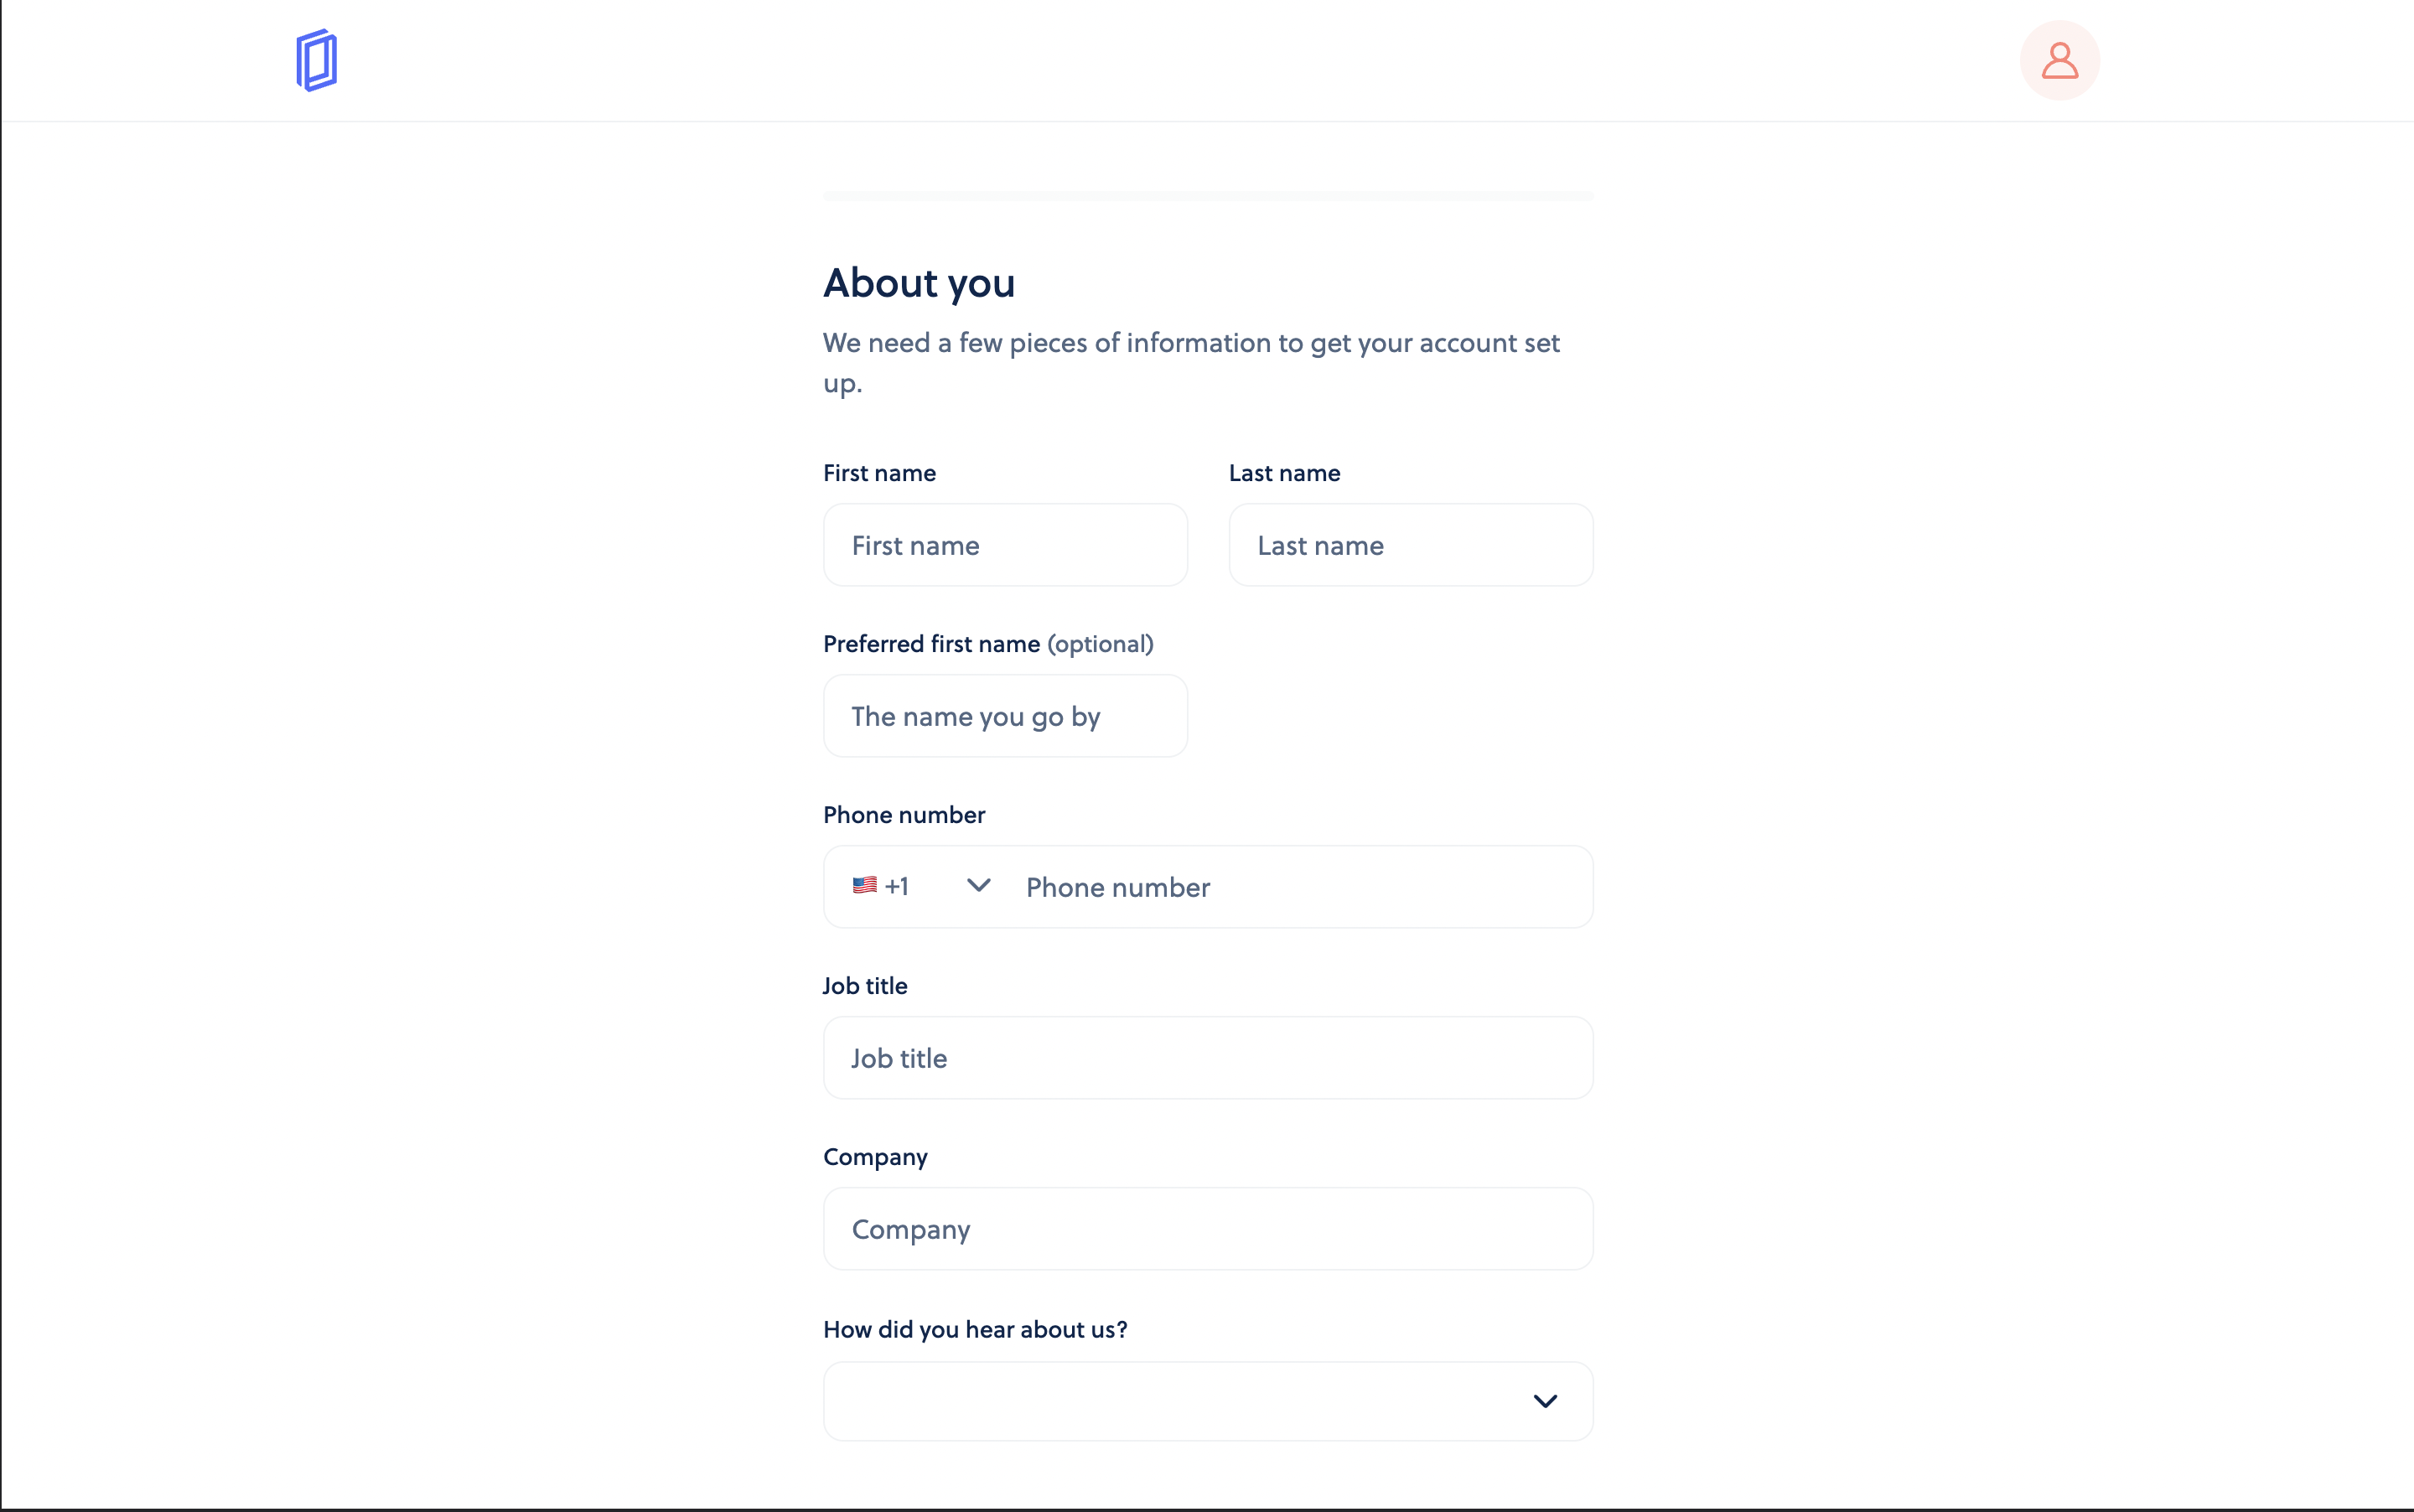 About you
We need a few pieces of information to get your account set
up.
First name
Last name
First name
Last name
Preferred first name (optional)
The name you go by
Phone number
🇺🇸 +1
Phone number
Job title
Job title
Company
Company
How did you hear about us?